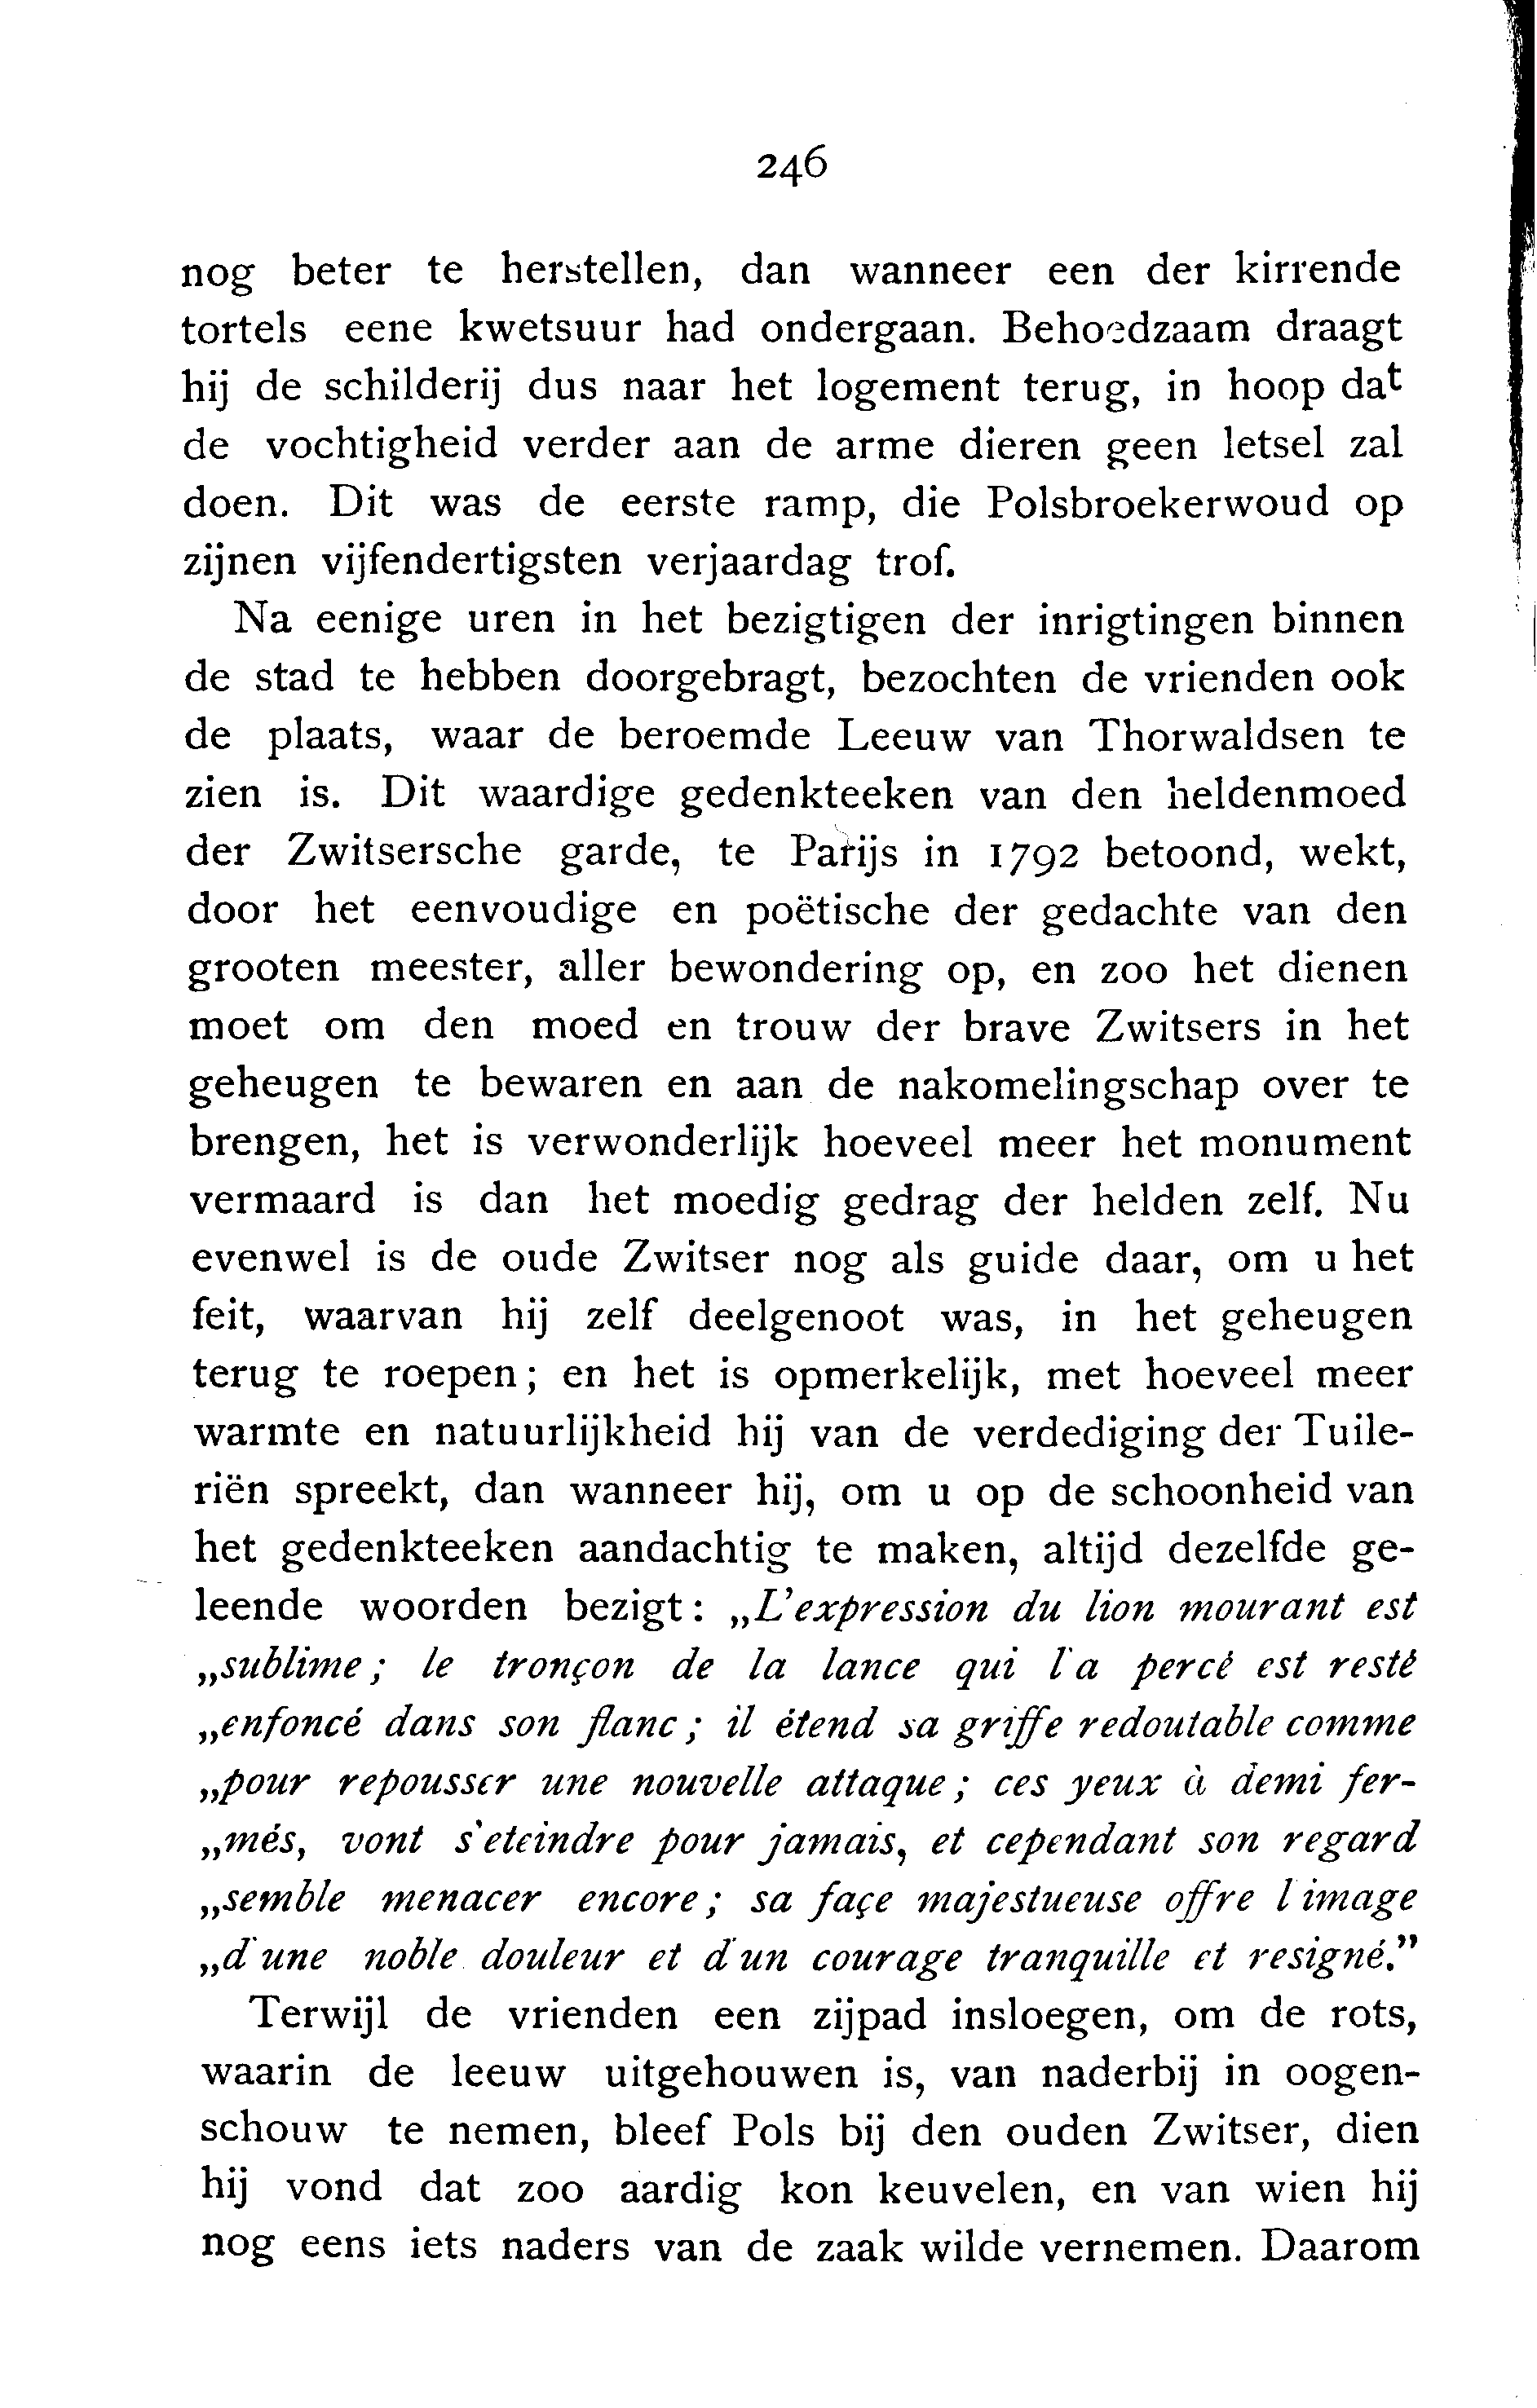 246
nog beter te herstellen, dan wanneer een der kirrende
tortels eene kwetsuur had ondergaan. Behoedzaam draagt
hij de schilderij dus naar het logement terug, in hoop dat
de vochtigheid verder aan de arme dieren geen letsel zal
doen. Dit was de eerste ramp, die Polsbroekerwoud op
zijnen vijfendertigsten verjaardag trof.
Na eenige uren in het bezigtigen der inrigtingen binnen
de stad te hebben doorgebragt, bezochten de vrienden ook
de plaats, waar de beroemde Leeuw van Thorwaldsen te
zien is. Dit waardige gedenkteeken van den heldenmoed
der Zwitsersche garde, te Parijs in 1792 betoond, wekt,
door het eenvoudige en poëtische der gedachte van den
grooten meester, aller bewondering op, en zoo het dienen
moet om den moed en trouw der brave Zwitsers in het
geheugen te bewaren en aan de nakomelingschap over te
brengen, het is verwonderlijk hoeveel meer het monument
vermaard is dan het moedig gedrag der helden zelf. Nu
evenwel is de oude Zwitser nog als guide daar, om u het
feit, waarvan hij zelf deelgenoot was, in het geheugen
terug te roepen; en het is opmerkelijk, met hoeveel meer
warmte en natuurlijkheid hij van de verdediging der Tuile-
riën spreekt, dan wanneer hij, om u op de schoonheid van
het gedenkteeken aandachtig te maken, altijd dezelfde ge-
leende woorden bezigt: „L'expression du lion mourant est
„sublime; le tronçon de la lance qui l'a percé est resté
„enfoncé dans son flanc; il étend sa griffe redoutable comme
„pour repousser une nouvelle attaque; ces yeux à demi fer-
„més, vont s'eteindre pour jamais, et cependant son regard
„semble menacer encore; sa façe majestueuse offre l'image
„d'une noble douleur et d'un courage tranquille et resigné."
Terwijl de vrienden een zijpad insloegen, om de rots,
waarin de leeuw uitgehouwen is, van naderbij in oogen-
schouw te nemen, bleef Pols bij den ouden Zwitser, dien
hij vond dat zoo aardig kon keuvelen, en van wien hij
nog eens iets naders van de zaak wilde vernemen. Daarom